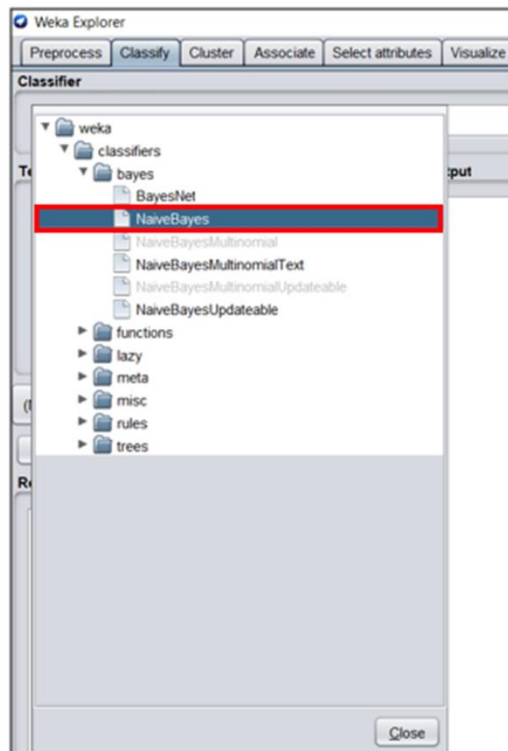 Weka Explorer
Preprocess Classify Cluster Associate Select attributes Visualize
Classifier
weka
classifiers
bayes
BayesNet
NaiveBayes
NaiveBayesMultinomial
NaiveBayesMultinomialText
NaiveBayesMultinomialUpdateable
NaiveBayesUpdateable
functions
lazy
meta
misc
rules
trees
Close